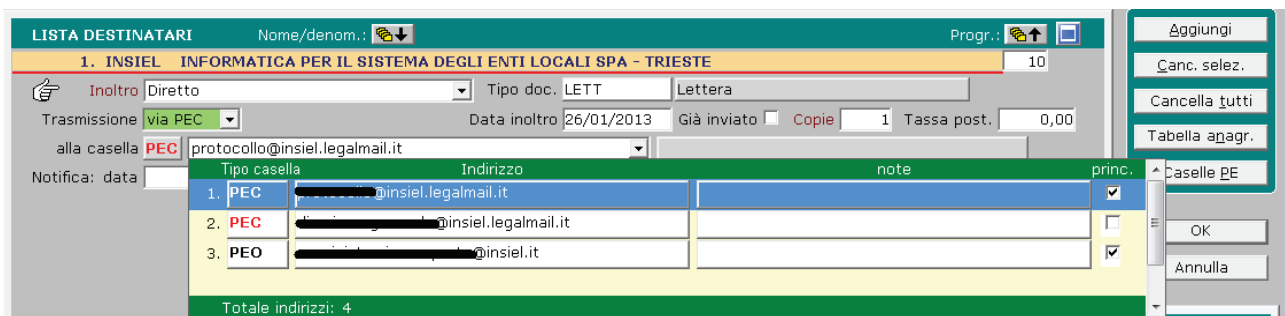 LISTA DESTINATARI Nome/denom.: Progr.:
1. INSIEL INFORMATICA PER IL SISTEMA DEGLI ENTI LOCALI SPA - TRIESTE 10
Inoltro Diretto Tipo doc. LETT Lettera
Trasmissione via PEC Data inoltro 26/01/2013 Già inviato Copie 1 Tassa post. 0,00
alla casella PEC protocollo@insiel.legalmail.it
Notifica: data
Tipo casella Indirizzo note princ.
1. PEC @insiel.legalmail.it
2. PEC @insiel.legalmail.it
3. PEO @insiel.it
Totale indirizzi: 4
Aggiungi
Canc. selez.
Cancella tutti
Tabella anagr.
Caselle PE
OK
Annulla